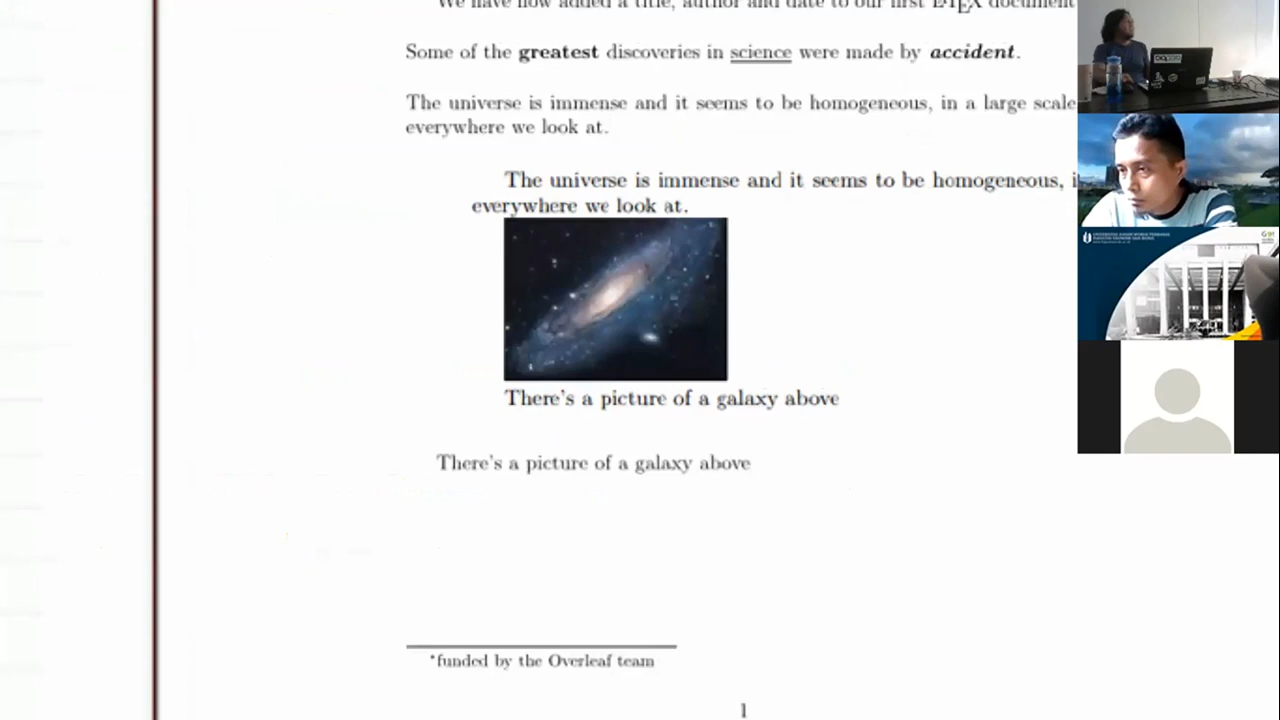 We have now added a title, author and date to our first LATEX document
Some of the greatest discoveries in science were made by accident.
The universe is immense and it seems to be homogeneous, in a large scale
everywhere we look at.
The universe is immense and it seems to be homogeneous, i
everywhere we look at.
There's a picture of a galaxy above
There's a picture of a galaxy above
*funded by the Overleaf team
1